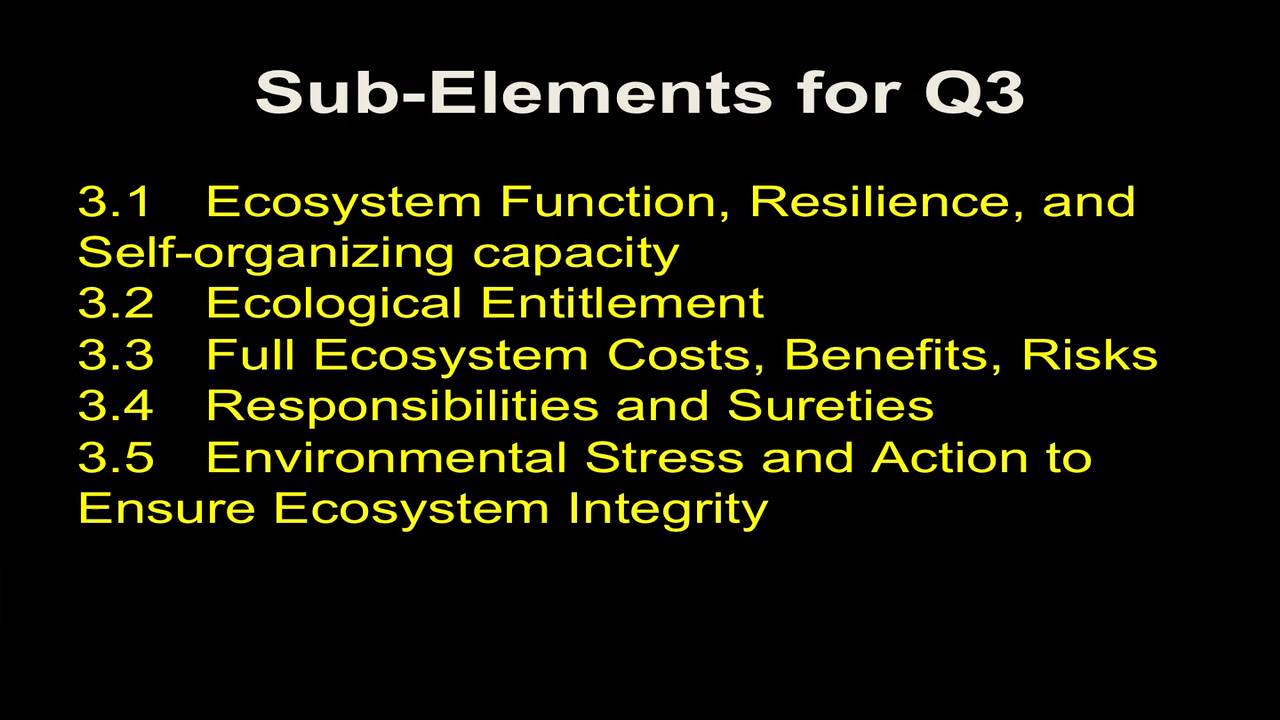 Sub-Elements for Q3
3.1 Ecosystem Function, Resilience, and
Self-organizing capacity
3.2 Ecological Entitlement
3.3 Full Ecosystem Costs, Benefits, Risks
3.4 Responsibilities and Sureties
3.5 Environmental Stress and Action to
Ensure Ecosystem Integrity